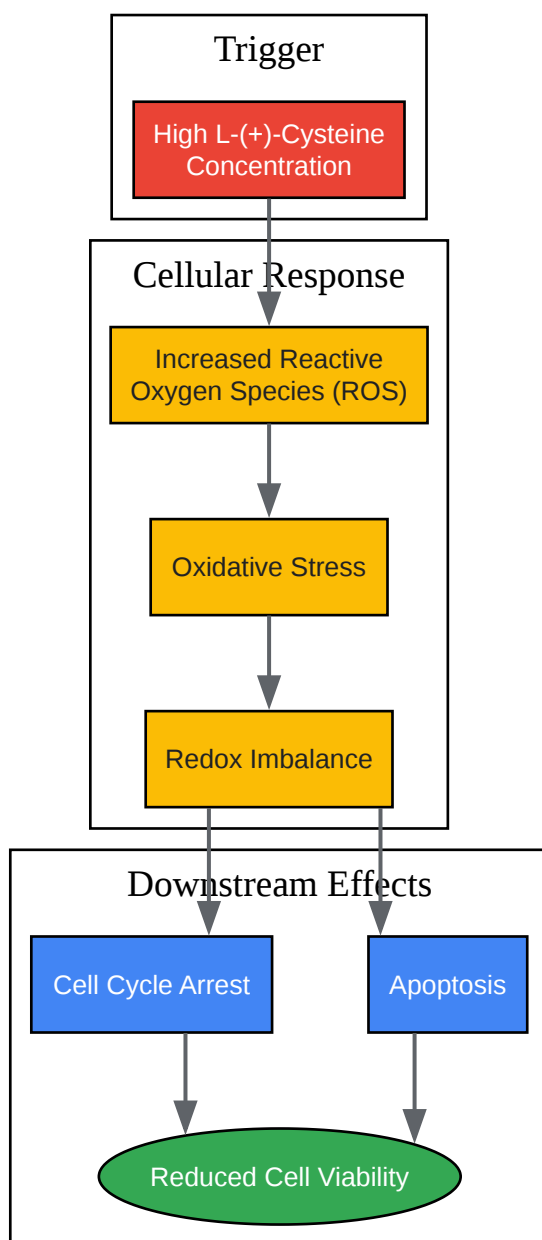 Trigger
High L-(+)-Cysteine
Concentration
Cellular Response
Increased Reactive
Oxygen Species (ROS)
Oxidative Stress
Redox Imbalance
Downstream Effects
Cell Cycle Arrest
Apoptosis
Reduced Cell Viability